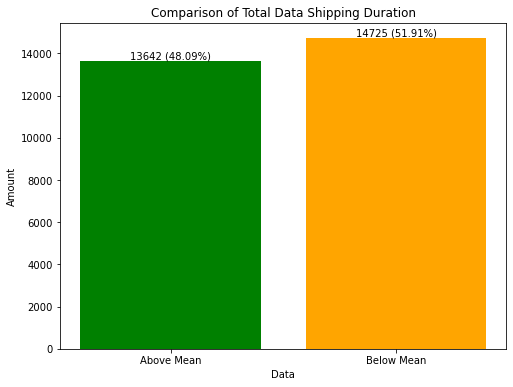 Comparison of Total Data Shipping Duration
14725 (51.91%)
13642 (48.09%)
14000
12000
10000
8000
6000
4000
2000
0
Amount
Above Mean
Below Mean
Data